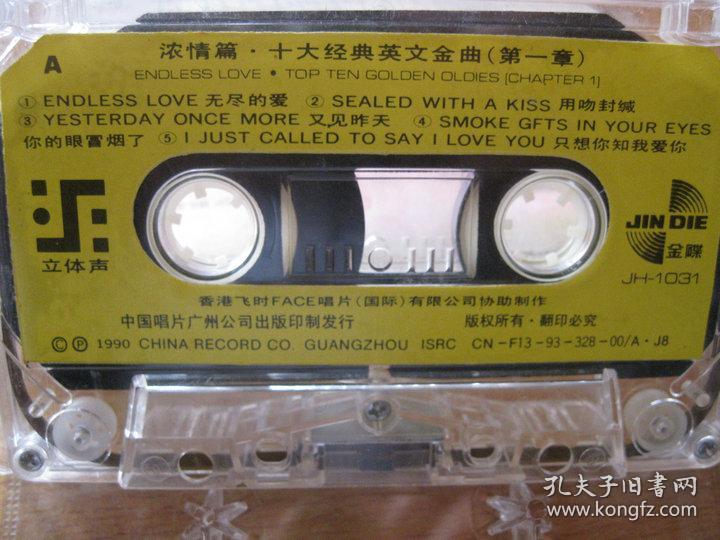 A
浓情篇·十大经典英文金曲(第一章)
ENDLESS LOVE • TOP TEN GOLDEN OLDIES (CHAPTER 1)
① ENDLESS LOVE 无尽的爱 ② SEALED WITH A KISS 用吻封缄
③ YESTERDAY ONCE MORE 又见昨天 ④ SMOKE GFTS IN YOUR EYES
你的眼冒烟了 ⑤ I JUST CALLED TO SAY I LOVE YOU 只想你知我爱你
立体声
JIN DIE
金碟
JH-1031
香港飞时FACE唱片(国际)有限公司协助制作
中国唱片广州公司出版印制发行 版权所有·翻印必究
Ⓒ Ⓟ 1990 CHINA RECORD CO. GUANGZHOU ISRC CN-F13-93-328-00/A·J8
孔夫子旧書网
www.kongfz.com